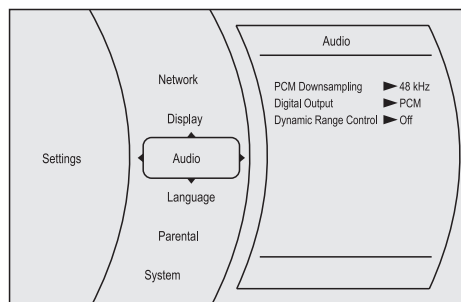 Settings
Network
Display
Audio
Language
Parental
System
Audio
PCM Downsampling ► 48 kHz
Digital Output ► PCM
Dynamic Range Control ► Off